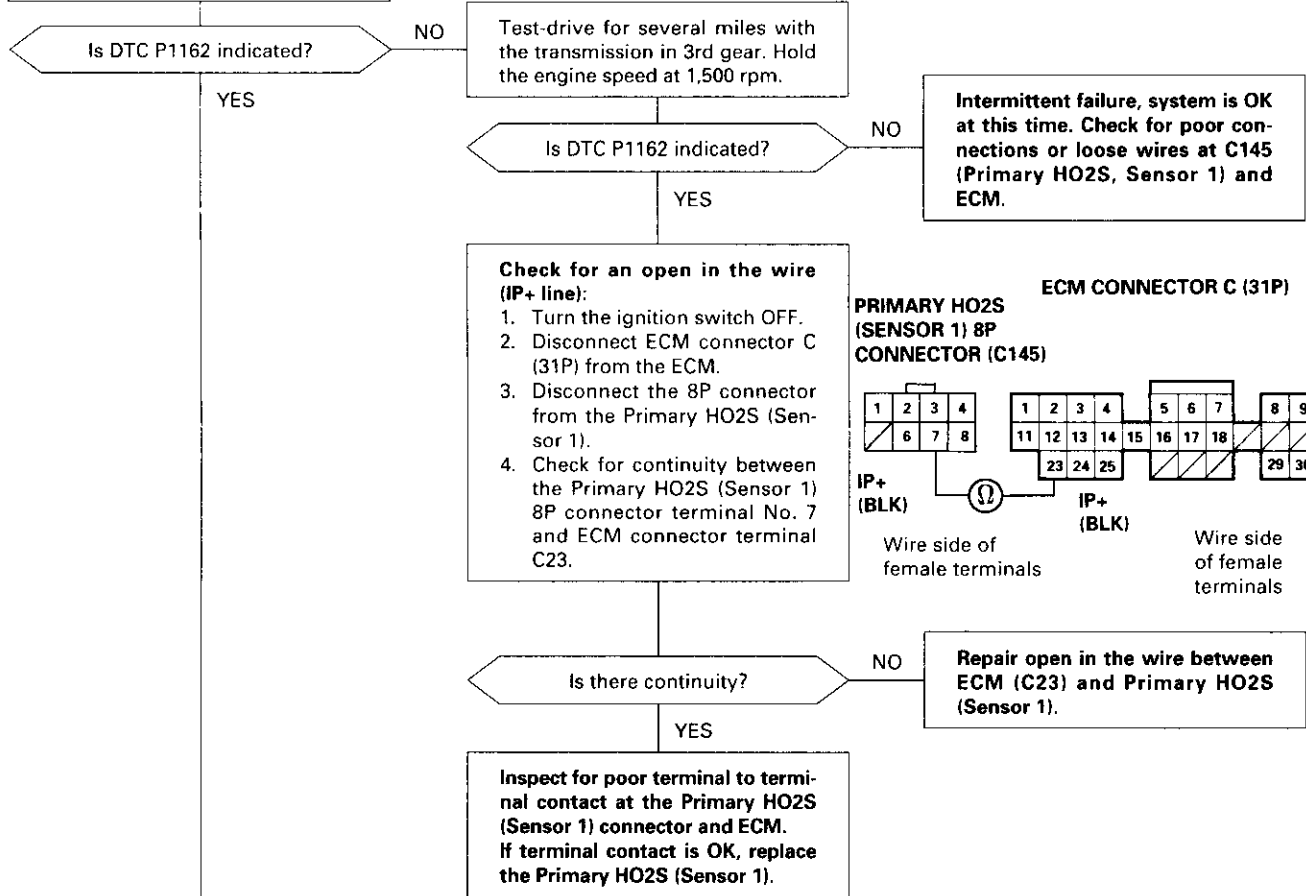 Is DTC P1162 indicated?
NO
YES
Test-drive for several miles with
the transmission in 3rd gear. Hold
the engine speed at 1,500 rpm.
Is DTC P1162 indicated?
NO
YES
Intermittent failure, system is OK
at this time. Check for poor con-
nections or loose wires at C145
(Primary HO2S, Sensor 1) and
ECM.
Check for an open in the wire
(IP+ line):
1. Turn the ignition switch OFF.
2. Disconnect ECM connector C
(31P) from the ECM.
3. Disconnect the 8P connector
from the Primary HO2S (Sen-
sor 1).
4. Check for continuity between
the Primary HO2S (Sensor 1)
8P connector terminal No. 7
and ECM connector terminal
C23.
PRIMARY HO2S
(SENSOR 1) 8P
CONNECTOR (C145)
1 2 3 4
6 7 8
IP+
(BLK)
Ω
Wire side of
female terminals
ECM CONNECTOR C (31P)
1 2 3 4 5 6 7 8 9
11 12 13 14 15 16 17 18
23 24 25 29 30
IP+
(BLK)
Wire side
of female
terminals
Is there continuity?
NO
YES
Repair open in the wire between
ECM (C23) and Primary HO2S
(Sensor 1).
Inspect for poor terminal to termi-
nal contact at the Primary HO2S
(Sensor 1) connector and ECM.
If terminal contact is OK, replace
the Primary HO2S (Sensor 1).